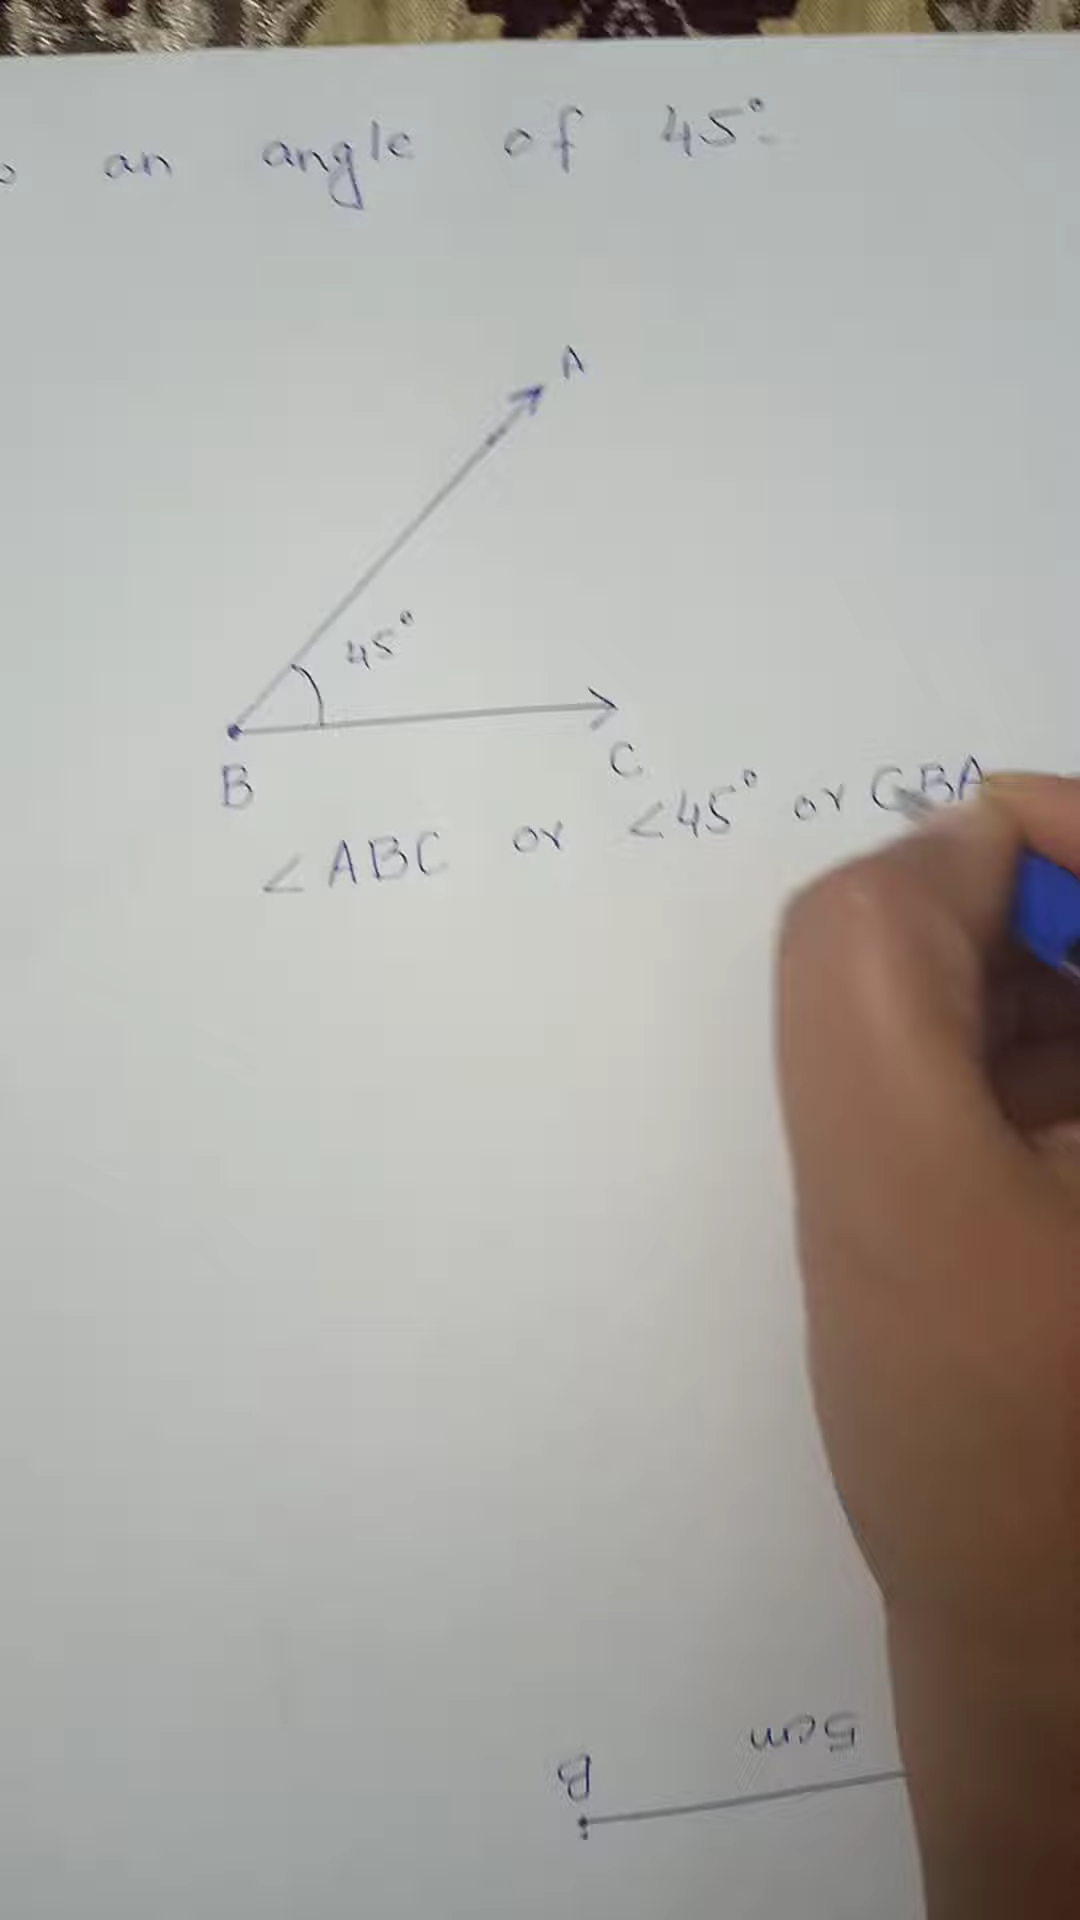 an angle of 45°.
A
45°
B
C
∠ABC or ∠45° or CBA
5cm
B